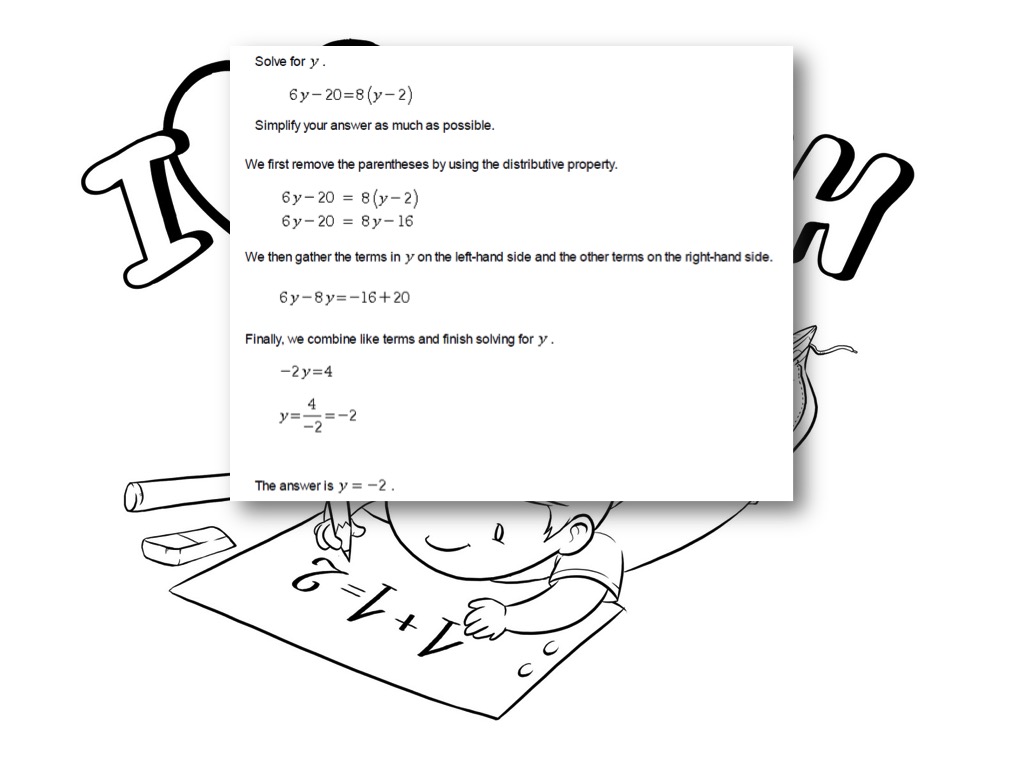 I H
Solve for y.
6y−20=8(y−2)
Simplify your answer as much as possible.
We first remove the parentheses by using the distributive property.
6y−20 = 8(y−2)
6y−20 = 8y−16
We then gather the terms in y on the left-hand side and the other terms on the right-hand side.
6y−8y=−16+20
Finally, we combine like terms and finish solving for y.
−2y=4
y=4/−2=−2
The answer is y = −2.
1+1=2